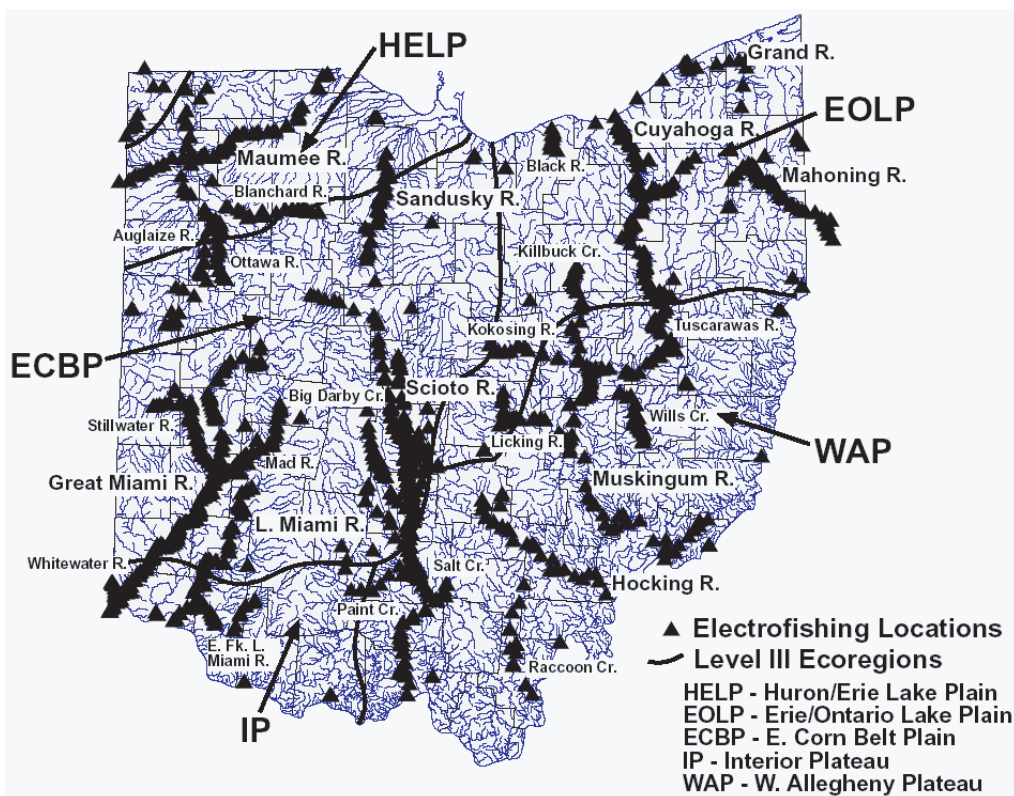 HELP
Grand R.
EOLP
Cuyahoga R.
Maumee R.
Black R.
Mahoning R.
Blanchard R.
Sandusky R.
Auglaize R.
Killbuck Cr.
Ottawa R.
Kokosing R.
Tuscarawas R.
ECBP
Scioto R.
Big Darby Cr.
Wills Cr.
Stillwater R.
Licking R.
WAP
Mad R.
Great Miami R.
Muskingum R.
L. Miami R.
Whitewater R.
Salt Cr.
Hocking R.
Paint Cr.
E. Fk. L.
Miami R.
Raccoon Cr.
IP
Electrofishing Locations
Level III Ecoregions
HELP - Huron/Erie Lake Plain
EOLP - Erie/Ontario Lake Plain
ECBP - E. Corn Belt Plain
IP - Interior Plateau
WAP - W. Allegheny Plateau